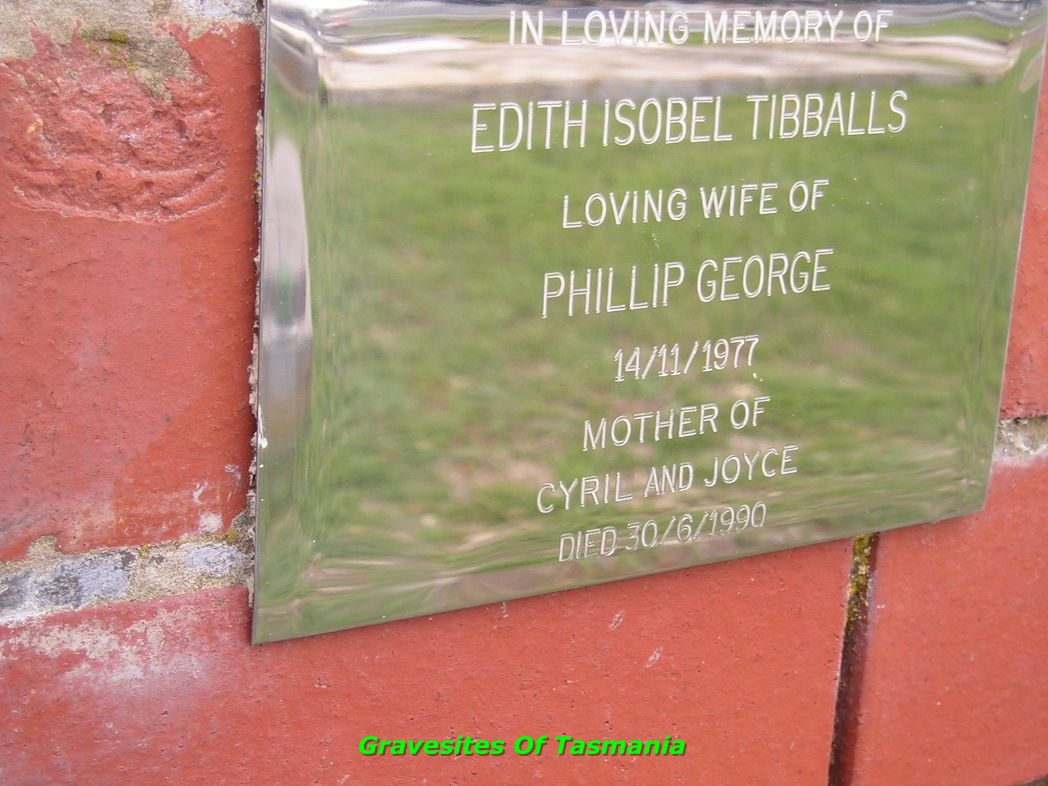 IN LOVING MEMORY OF
EDITH ISOBEL TIBBALLS
LOVING WIFE OF
PHILLIP GEORGE
14/11/1977
MOTHER OF
CYRIL AND JOYCE
DIED 30/6/1990
Gravesites Of Tasmania